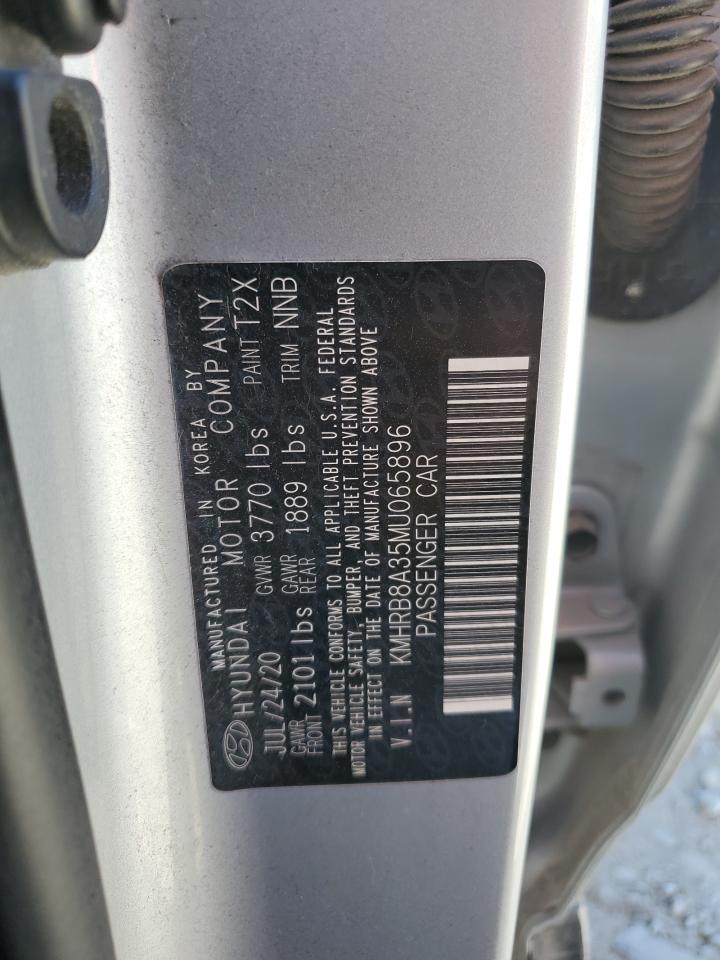 MANUFACTURED IN KOREA BY
HYUNDAI MOTOR COMPANY
JUL/24/20 GVWR 3770 lbs PAINT T2X
GAWR FRONT 2101 lbs GAWR REAR 1889 lbs TRIM NNB
THIS VEHICLE CONFORMS TO ALL APPLICABLE U.S.A. FEDERAL
MOTOR VEHICLE SAFETY, BUMPER, AND THEFT PREVENTION STANDARDS
IN EFFECT ON THE DATE OF MANUFACTURE SHOWN ABOVE
V.I.N KMHRB8A35MU065896
PASSENGER CAR